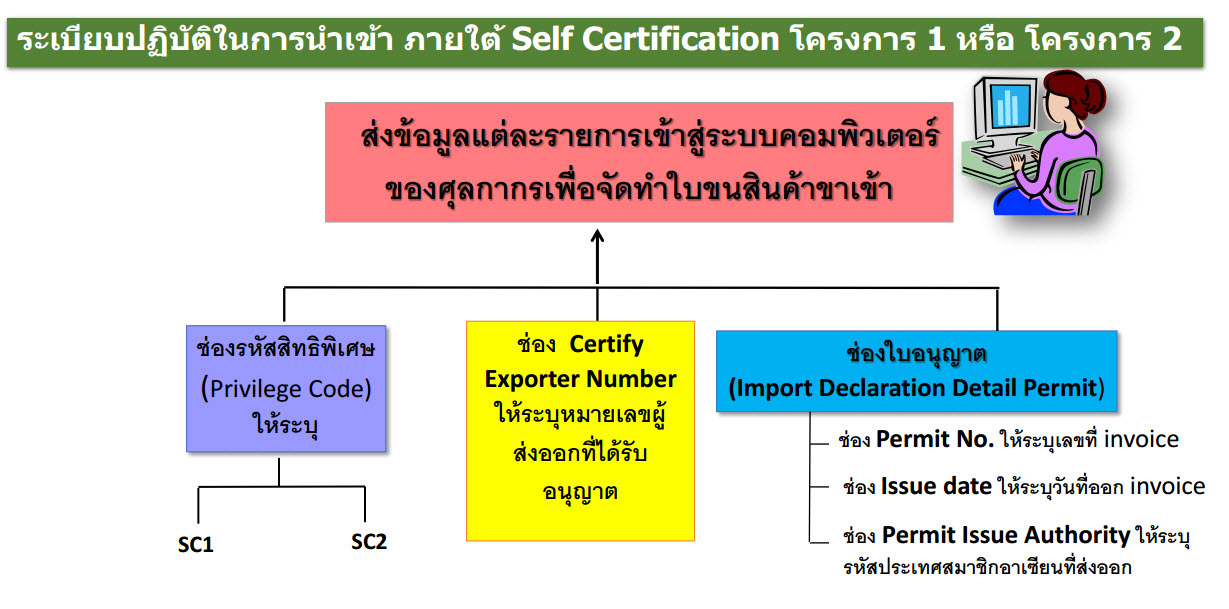 ระเบียบปฏิบัติในการนำเข้า ภายใต้ Self Certification โครงการ 1 หรือ โครงการ 2
ส่งข้อมูลแต่ละรายการเข้าสู่ระบบคอมพิวเตอร์
ของศุลกากรเพื่อจัดทำใบขนสินค้าขาเข้า
ช่องรหัสสิทธิพิเศษ
(Privilege Code)
ให้ระบุ
SC1
SC2
ช่อง Certify
Exporter Number
ให้ระบุหมายเลขผู้
ส่งออกที่ได้รับ
อนุญาต
ช่องใบอนุญาต
(Import Declaration Detail Permit)
ช่อง Permit No. ให้ระบุเลขที่ invoice
ช่อง Issue date ให้ระบุวันที่ออก invoice
ช่อง Permit Issue Authority ให้ระบุ
รหัสประเทศสมาชิกอาเซียนที่ส่งออก